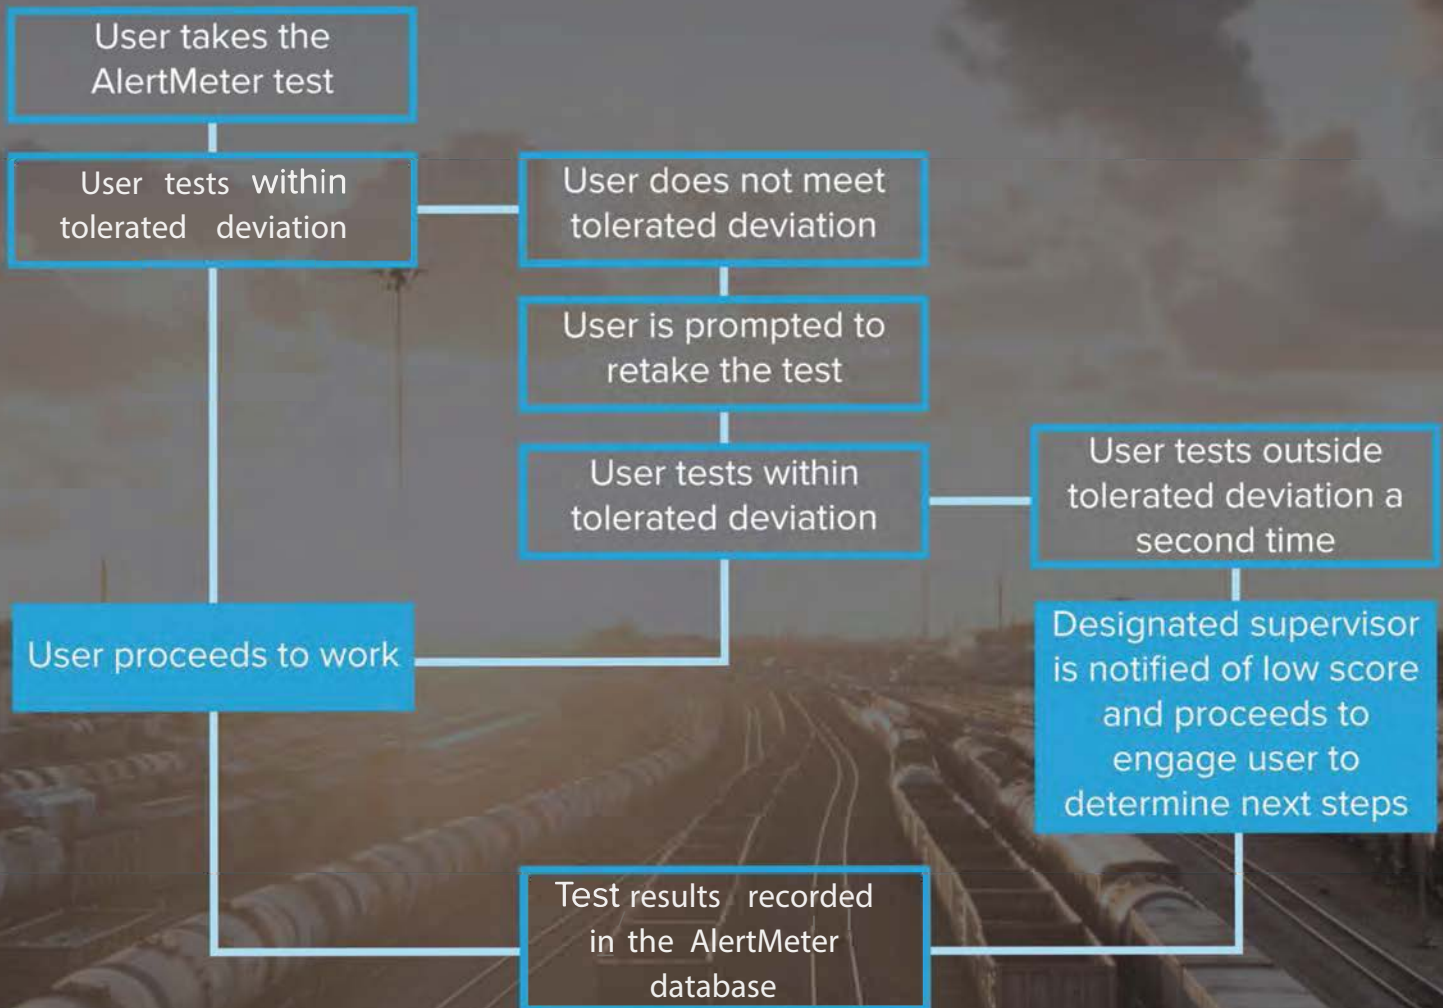 User takes the
AlertMeter test
User tests within
tolerated deviation
User does not meet
tolerated deviation
User is prompted to
retake the test
User tests within
tolerated deviation
User tests outside
tolerated deviation a
second time
User proceeds to work
Designated supervisor
is notified of low score
and proceeds to
engage user to
determine next steps
Test results recorded
in the AlertMeter
database